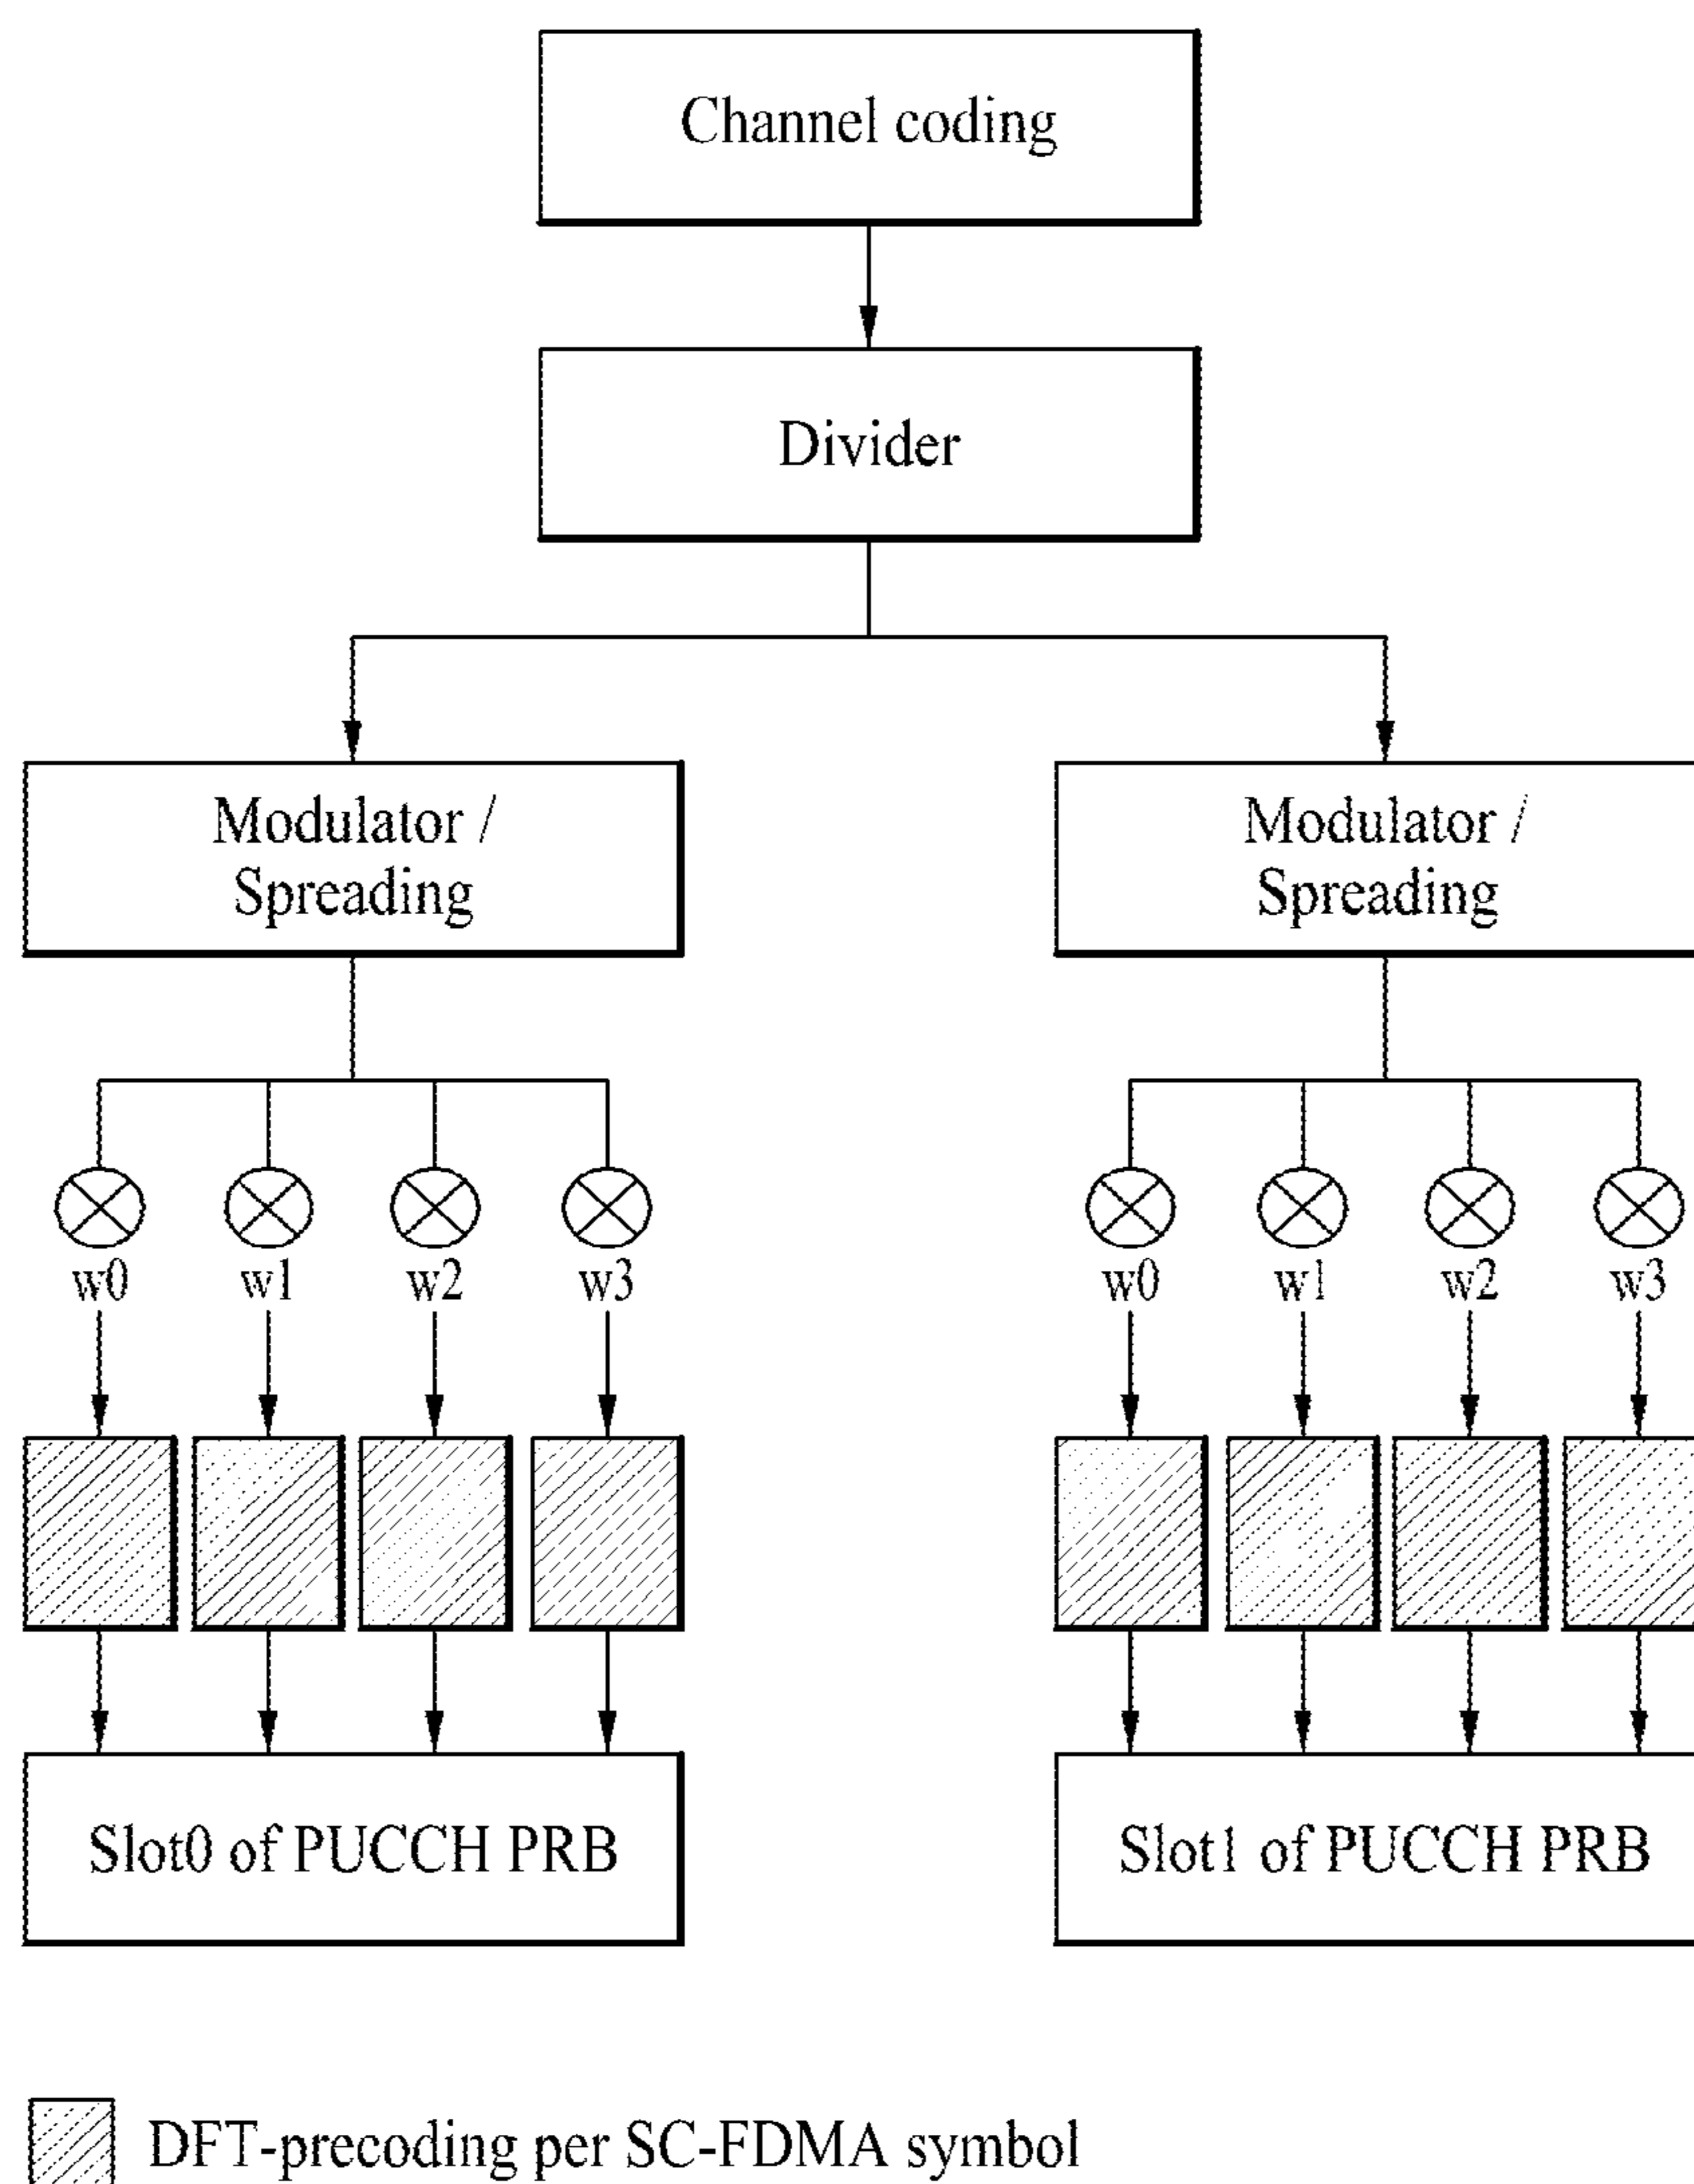 Channel coding
Divider
Modulator / Modulator /
Spreading Spreading
w0 w1 w2 w3 w0 w1 w2 w3
Slot0 of PUCCH PRB Slot1 of PUCCH PRB
DFT-precoding per SC-FDMA symbol